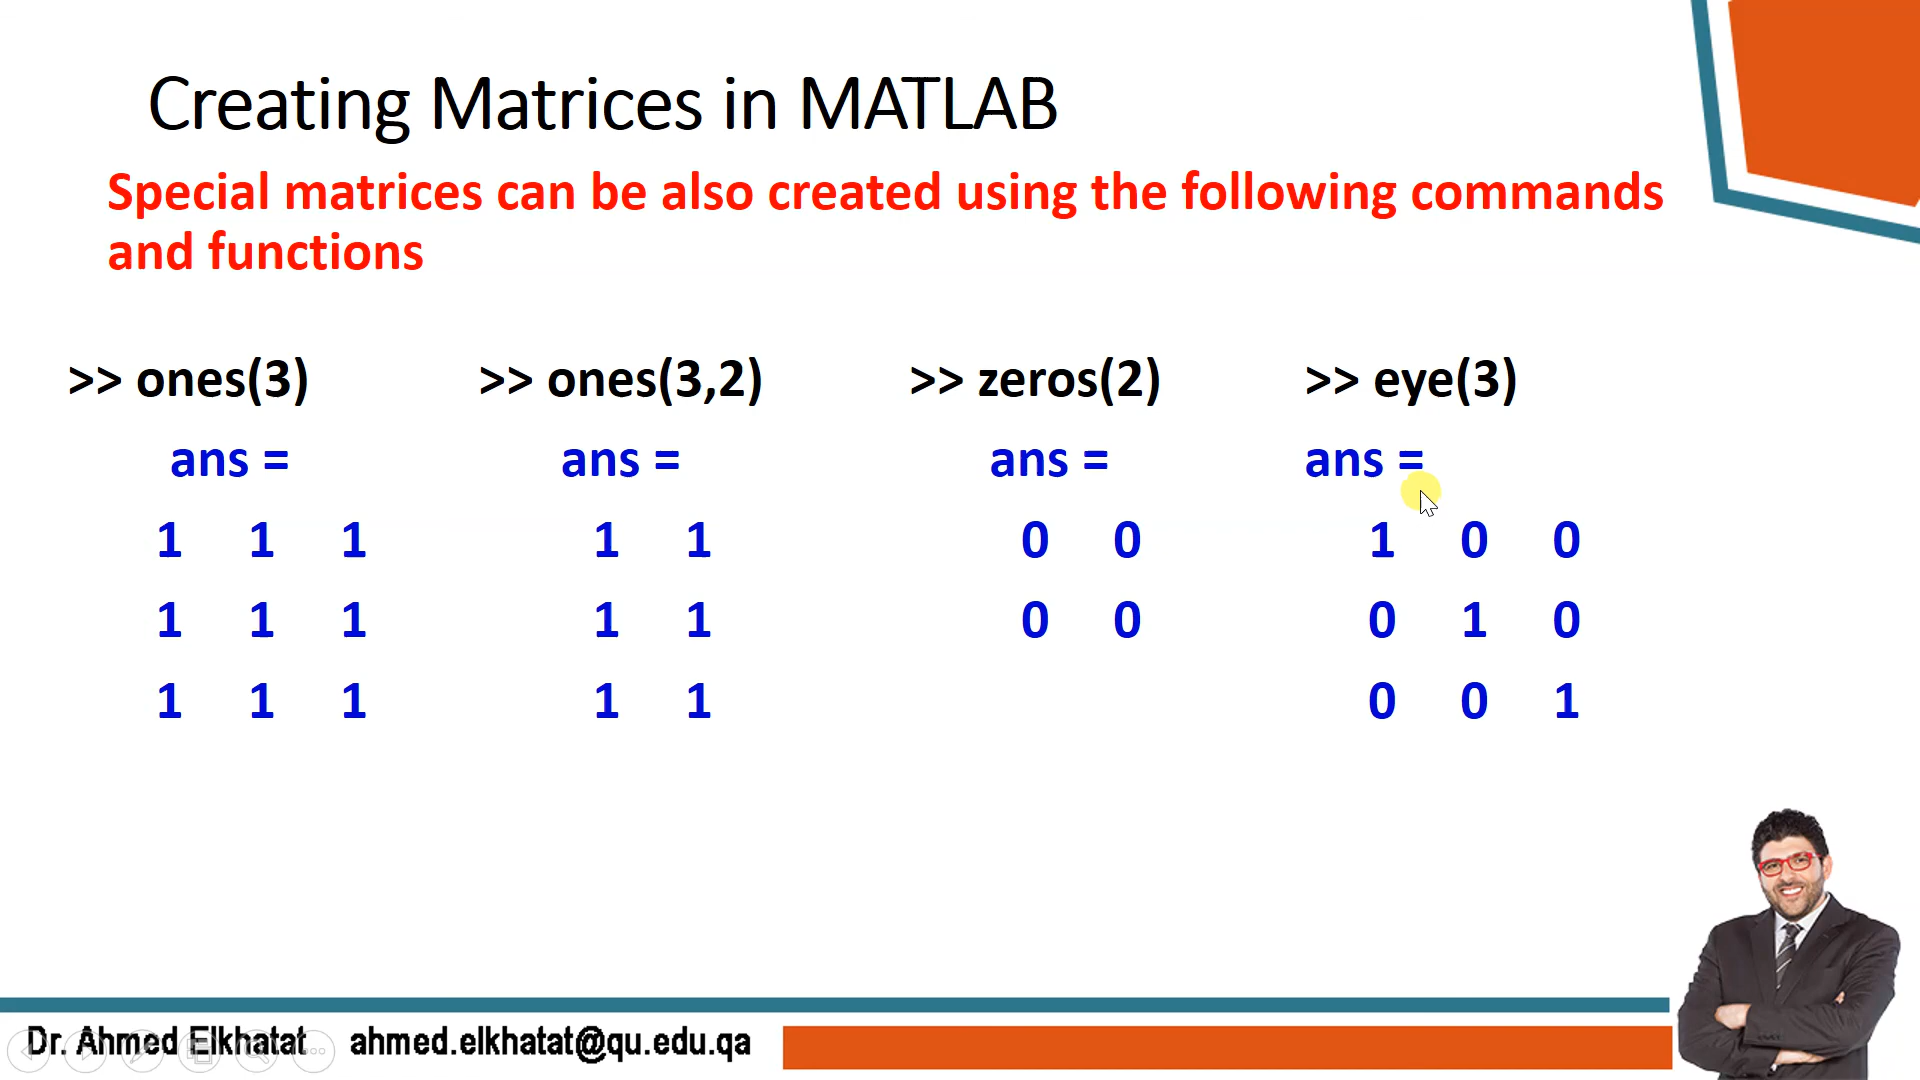 Creating Matrices in MATLAB
Special matrices can be also created using the following commands
and functions
>> ones(3) >> ones(3,2) >> zeros(2) >> eye(3)
ans = ans = ans = ans =
1 1 1 1 1 0 0 1 0 0
1 1 1 1 1 0 0 0 1 0
1 1 1 1 1 0 0 1
Dr. Ahmed Elkhatat ahmed.elkhatat@qu.edu.qa